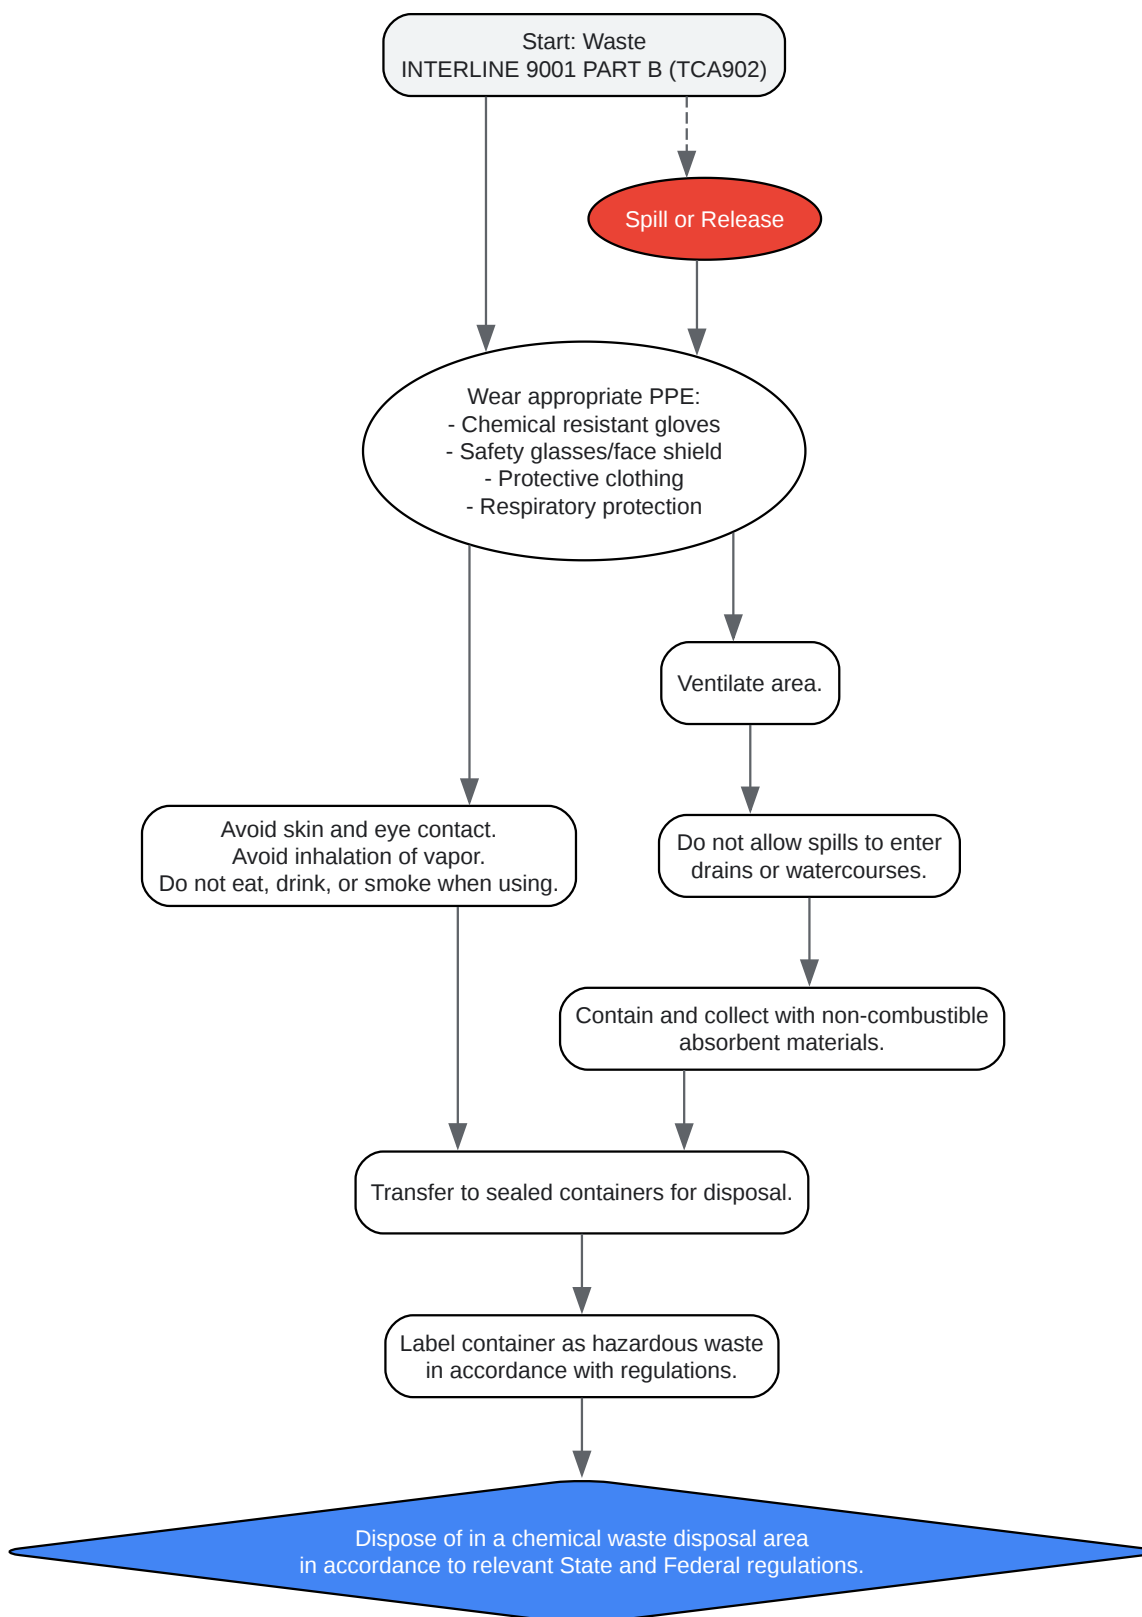 Start: Waste
INTERLINE 9001 PART B (TCA902)
Spill or Release
Wear appropriate PPE:
- Chemical resistant gloves
- Safety glasses/face shield
- Protective clothing
- Respiratory protection
Ventilate area.
Avoid skin and eye contact.
Avoid inhalation of vapor.
Do not eat, drink, or smoke when using.
Do not allow spills to enter
drains or watercourses.
Contain and collect with non-combustible
absorbent materials.
Transfer to sealed containers for disposal.
Label container as hazardous waste
in accordance with regulations.
Dispose of in a chemical waste disposal area
in accordance to relevant State and Federal regulations.